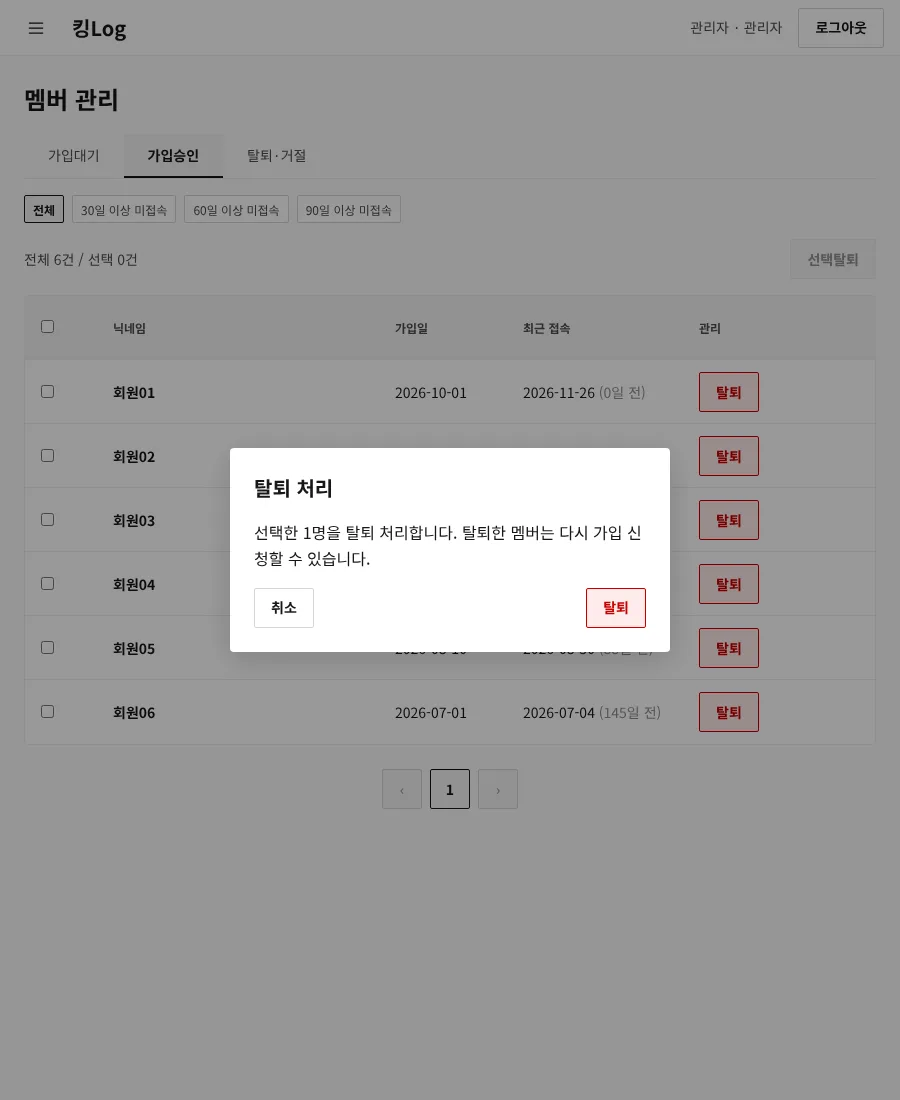 킹Log
관리자 · 관리자
로그아웃
멤버 관리
가입대기
가입승인
탈퇴·거절
전체
30일 이상 미접속
60일 이상 미접속
90일 이상 미접속
전체 6건 / 선택 0건
선택탈퇴
닉네임
가입일
최근 접속
관리
회원01
2026-10-01
2026-11-26 (0일 전)
탈퇴
회원02
탈퇴
회원03
탈퇴
회원04
탈퇴
회원05
탈퇴
회원06
2026-07-01
2026-07-04 (145일 전)
탈퇴
탈퇴 처리
선택한 1명을 탈퇴 처리합니다. 탈퇴한 멤버는 다시 가입 신
청할 수 있습니다.
취소
탈퇴
‹
1
›